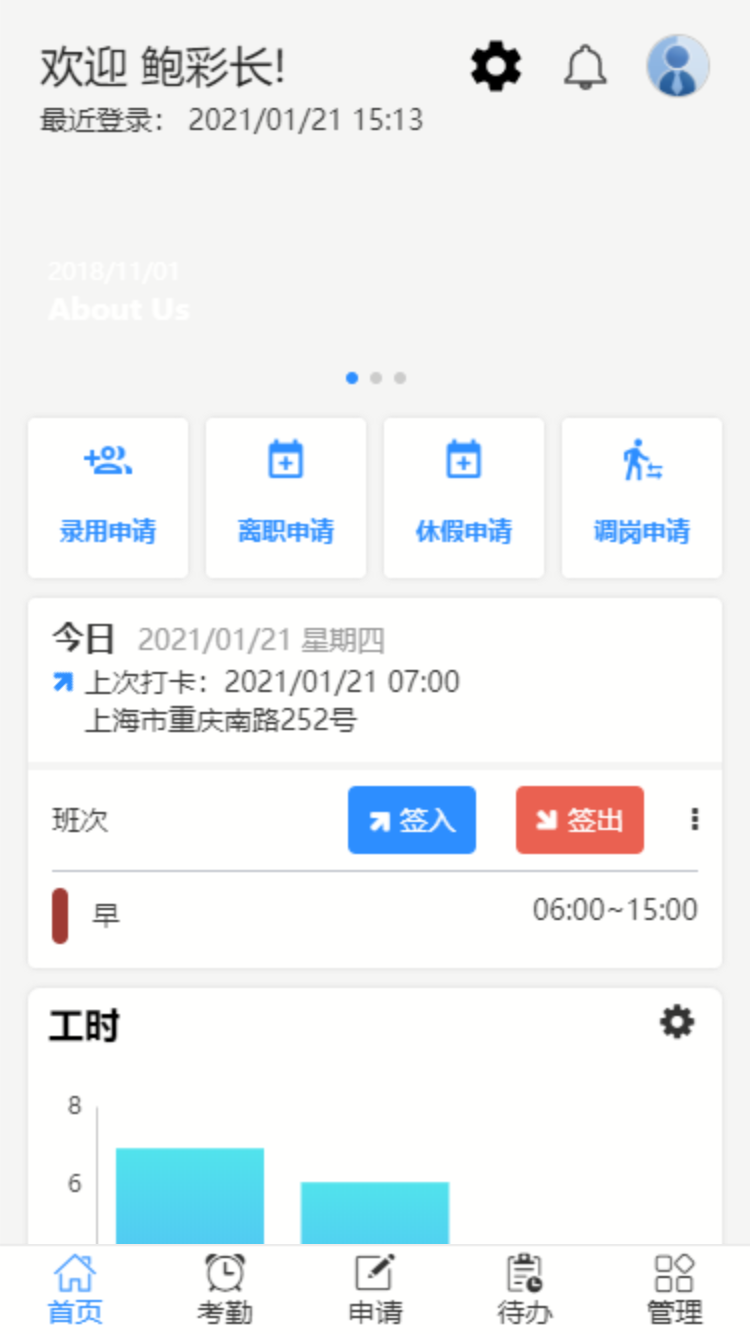 欢迎 鲍彩长!
最近登录： 2021/01/21 15:13
2018/11/01
About Us
录用申请
离职申请
休假申请
调岗申请
今日 2021/01/21 星期四
上次打卡：2021/01/21 07:00
上海市重庆南路252号
班次 签入 签出
早 06:00~15:00
工时
8
6
首页 考勤 申请 待办 管理